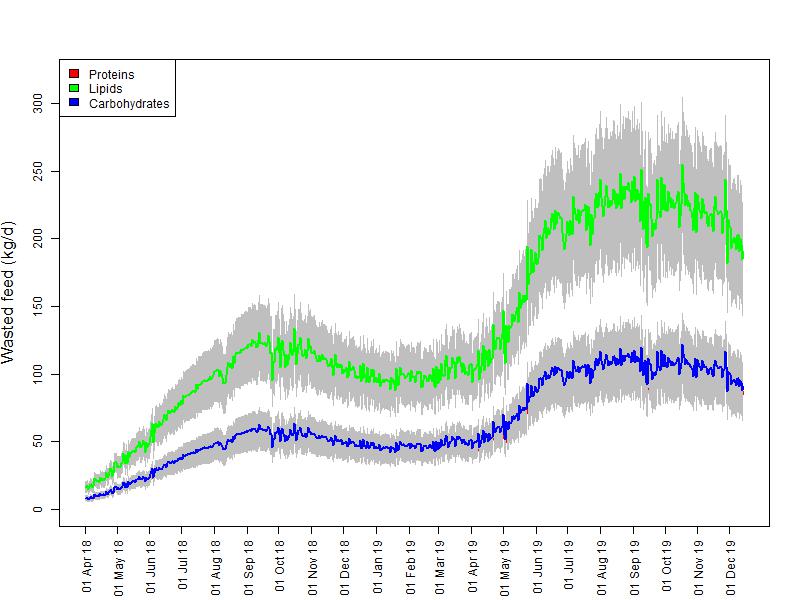 Proteins
Lipids
Carbohydrates
Wasted feed (kg/d)
300
250
200
150
100
50
0
01 Apr 18
01 May 18
01 Jun 18
01 Jul 18
01 Aug 18
01 Sep 18
01 Oct 18
01 Nov 18
01 Dec 18
01 Jan 19
01 Feb 19
01 Mar 19
01 Apr 19
01 May 19
01 Jun 19
01 Jul 19
01 Aug 19
01 Sep 19
01 Oct 19
01 Nov 19
01 Dec 19